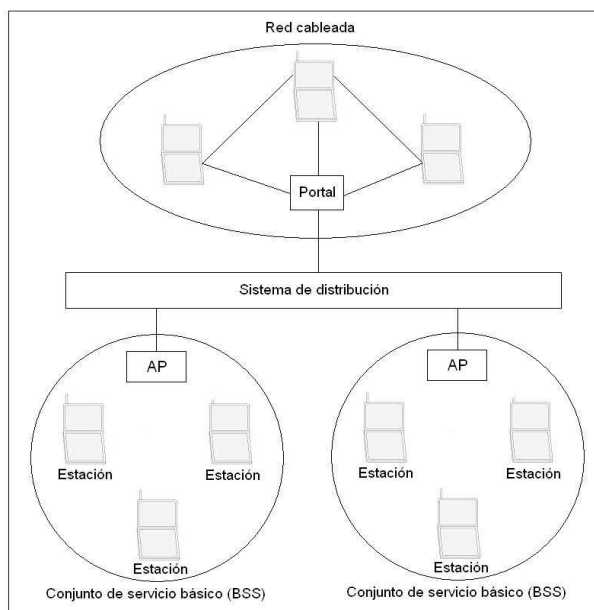 Red cableada
Portal
Sistema de distribución
AP
AP
Estación
Estación
Estación
Estación
Estación
Estación
Conjunto de servicio básico (BSS)
Conjunto de servicio básico (BSS)